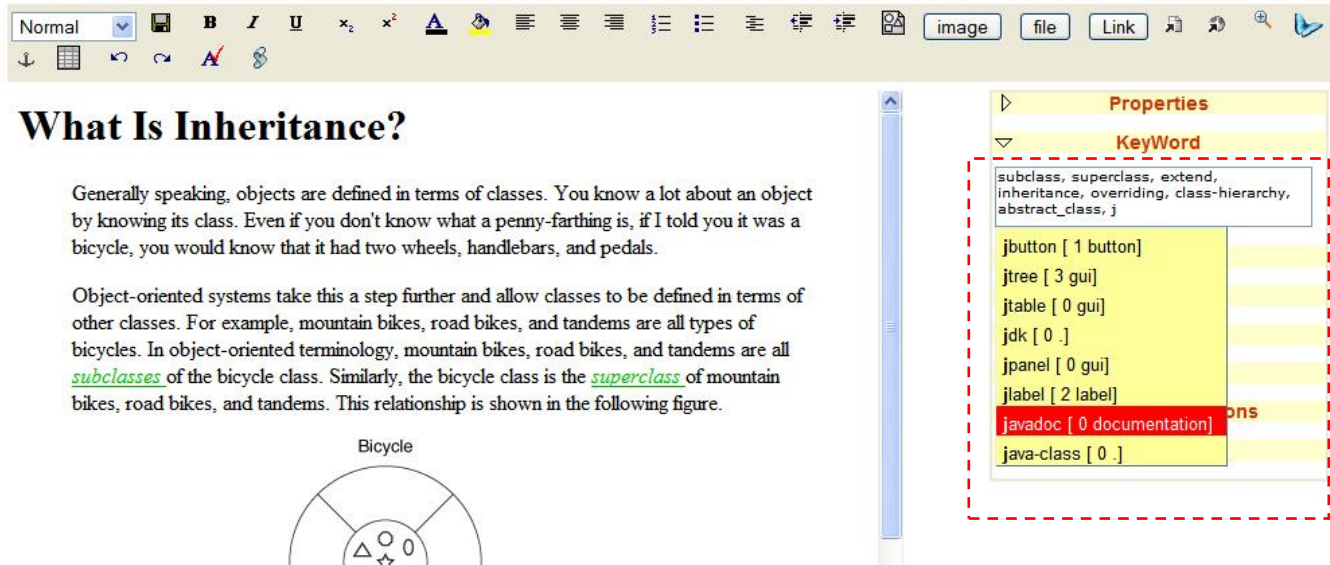 Normal
B I U x₂ x² A
image file Link
A
What Is Inheritance?
Generally speaking, objects are defined in terms of classes. You know a lot about an object
by knowing its class. Even if you don't know what a penny-farthing is, if I told you it was a
bicycle, you would know that it had two wheels, handlebars, and pedals.
Object-oriented systems take this a step further and allow classes to be defined in terms of
other classes. For example, mountain bikes, road bikes, and tandems are all types of
bicycles. In object-oriented terminology, mountain bikes, road bikes, and tandems are all
subclasses of the bicycle class. Similarly, the bicycle class is the superclass of mountain
bikes, road bikes, and tandems. This relationship is shown in the following figure.
Bicycle
Properties
KeyWord
subclass, superclass, extend,
inheritance, overriding, class-hierarchy,
abstract_class, j
jbutton [ 1 button]
jtree [ 3 gui]
jtable [ 0 gui]
jdk [ 0 .]
jpanel [ 0 gui]
jlabel [ 2 label]
javadoc [ 0 documentation]
ons
java-class [ 0 .]